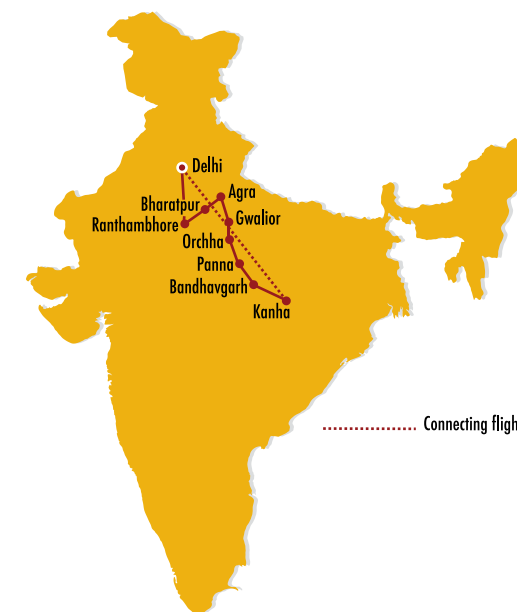 Delhi
Agra
Bharatpur
Gwalior
Ranthambhore
Orchha
Panna
Bandhavgarh
Kanha
Connecting fligh